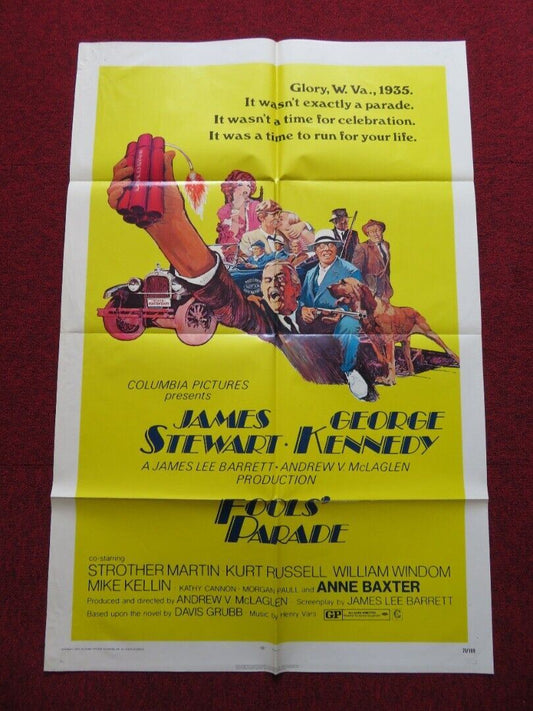 Glory, W. Va., 1935.
It wasn't exactly a parade.
It wasn't a time for celebration.
It was a time to run for your life.
COLUMBIA PICTURES
presents
JAMES GEORGE
STEWART · KENNEDY
A JAMES LEE BARRETT · ANDREW V. McLAGLEN
PRODUCTION
FOOLS'
PARADE
co-starring
STROTHER MARTIN KURT RUSSELL WILLIAM WINDOM
MIKE KELLIN · KATHY CANNON · MORGAN PAULL and ANNE BAXTER
Produced and directed by ANDREW V. McLAGLEN Screenplay by JAMES LEE BARRETT
Based upon the novel by DAVIS GRUBB Music by Henry Vars GP
71/188